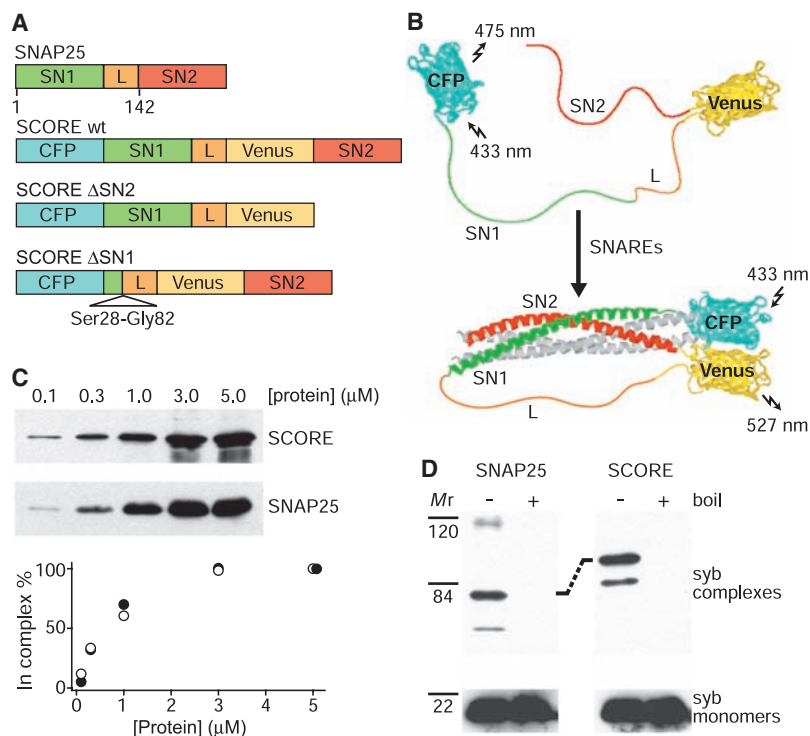 A
SNAP25
SN1 L SN2
1 142
SCORE wt
CFP SN1 L Venus SN2
SCORE ΔSN2
CFP SN1 L Venus
SCORE ΔSN1
CFP L Venus SN2
Ser28-Gly82
B
475 nm
CFP
SN2
Venus
433 nm
L
SN1
SNAREs
SN2
433 nm
CFP
Venus
SN1
L
527 nm
C
0.1 0.3 1.0 3.0 5.0 [protein] (μM)
SCORE
SNAP25
In complex %
100
50
0
0 1 2 3 4 5
[Protein] (μM)
D
SNAP25 SCORE
Mr - + - + boil
120
84
syb
complexes
22
syb
monomers